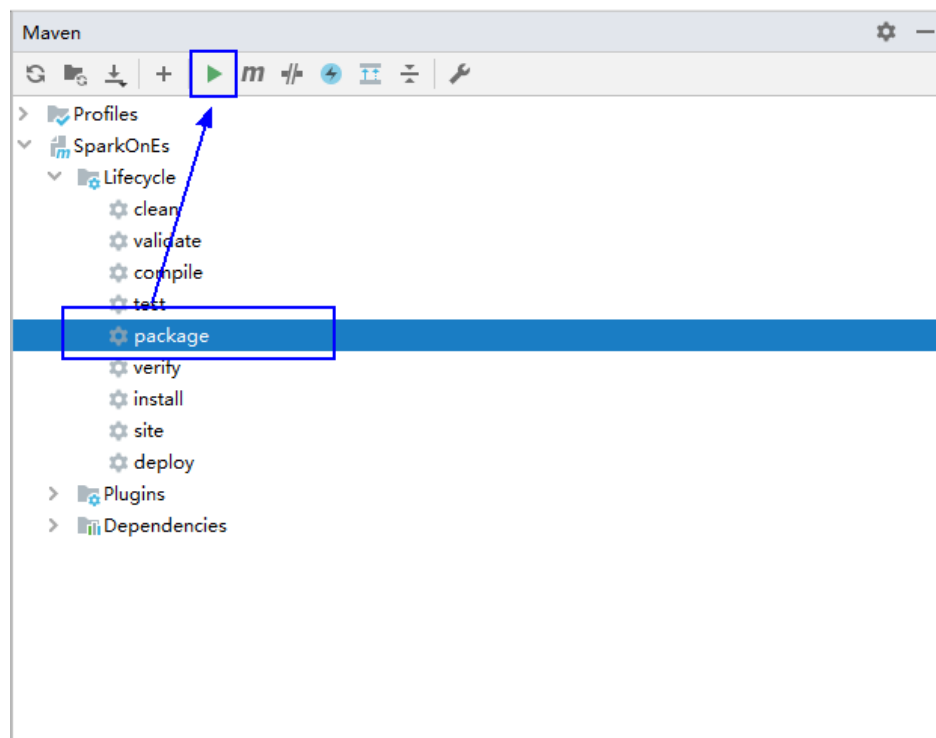 Maven
m
Profiles
SparkOnEs
Lifecycle
clean
validate
compile
test
package
verify
install
site
deploy
Plugins
Dependencies